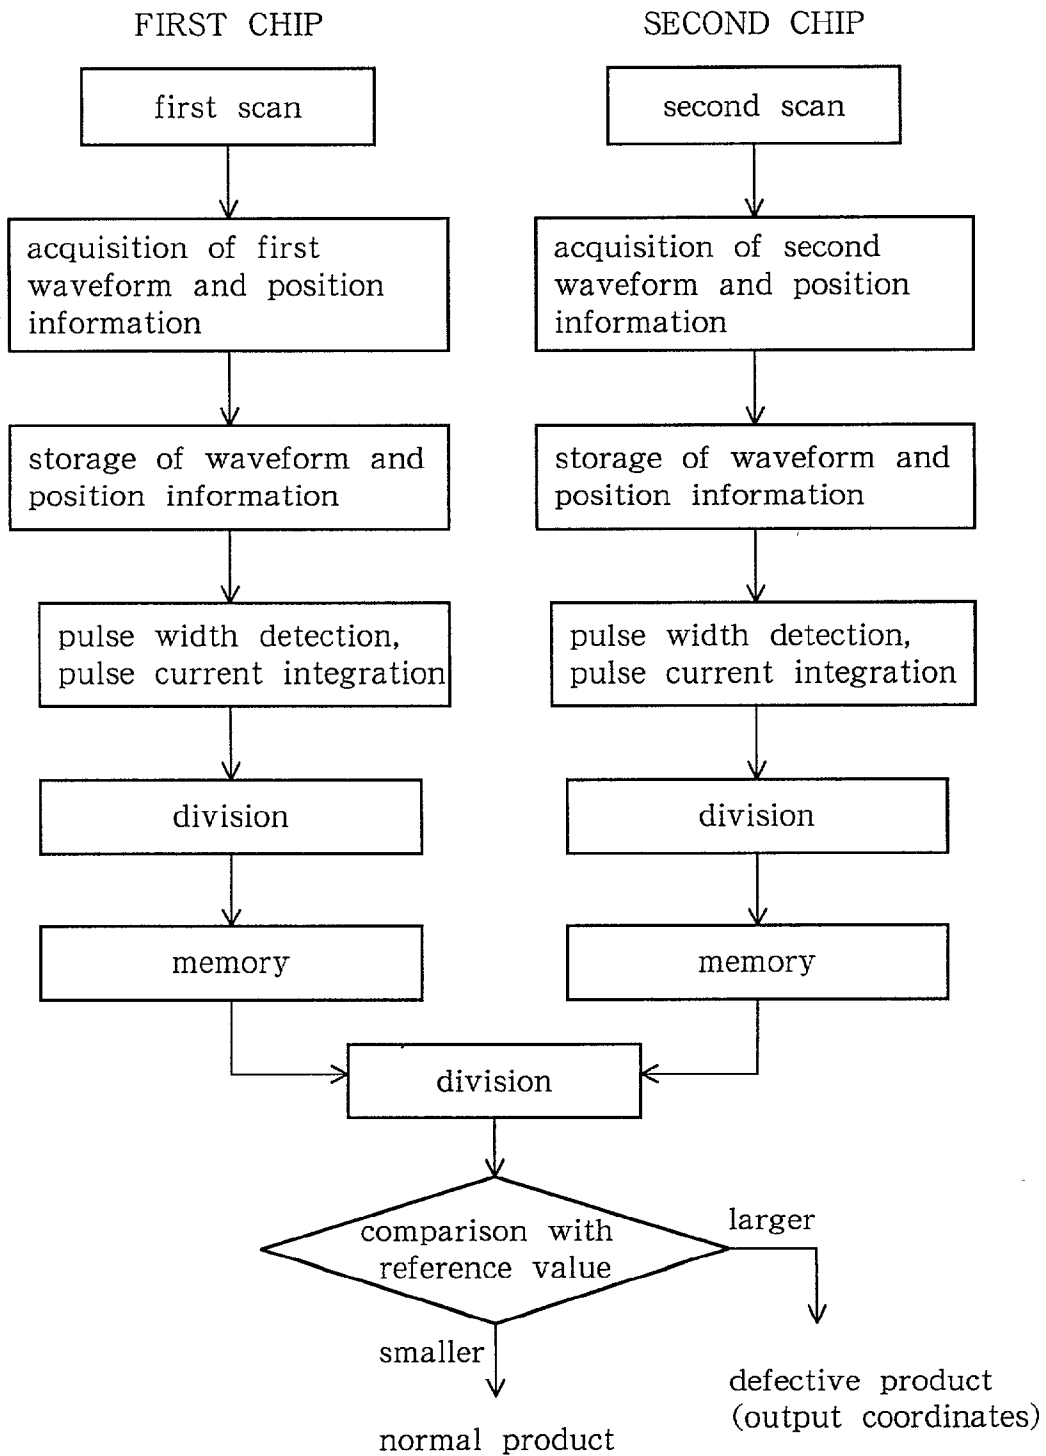 FIRST CHIP
first scan
acquisition of first
waveform and position
information
storage of waveform and
position information
pulse width detection,
pulse current integration
division
memory
SECOND CHIP
second scan
acquisition of second
waveform and position
information
storage of waveform and
position information
pulse width detection,
pulse current integration
division
memory
division
comparison with
reference value
larger
smaller
defective product
(output coordinates)
normal product